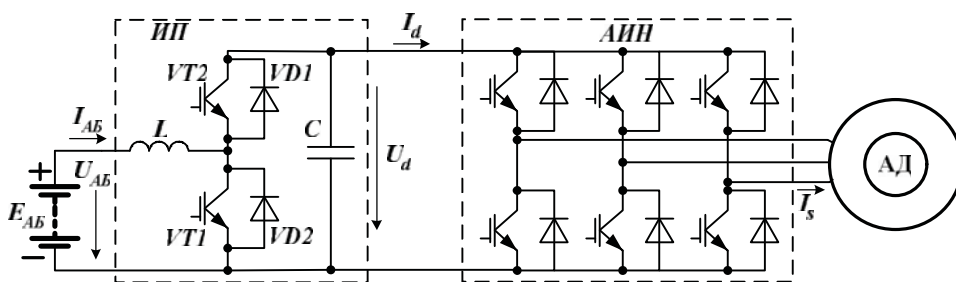 ИП
I_d
АИН
VT2
VD1
I_АБ
L
C
U_d
АД
+
U_АБ
E_АБ
I_s
VT1
VD2
−